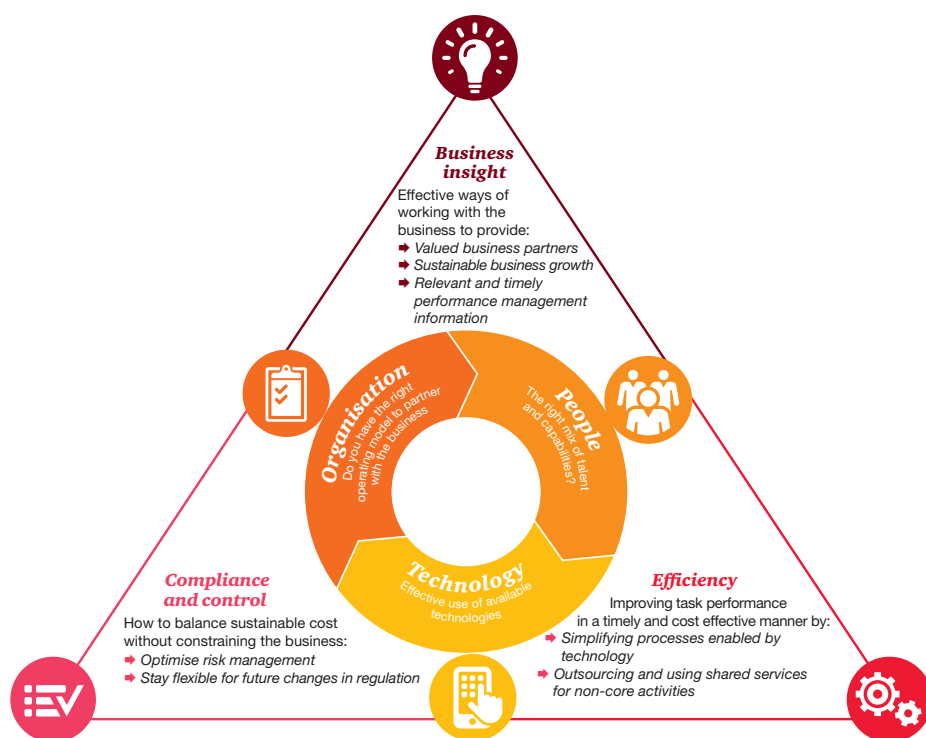 Business
insight
Effective ways of
working with the
business to provide:
➡ Valued business partners
➡ Sustainable business growth
➡ Relevant and timely
performance management
information
Organisation
Do you have the right
operating model to partner
with the business
People
The right mix of talent
and capabilities?
Technology
Effective use of available
technologies
Compliance
and control
How to balance sustainable cost
without constraining the business:
➡ Optimise risk management
➡ Stay flexible for future changes in regulation
Efficiency
Improving task performance
in a timely and cost effective manner by:
➡ Simplifying processes enabled by
technology
➡ Outsourcing and using shared services
for non-core activities